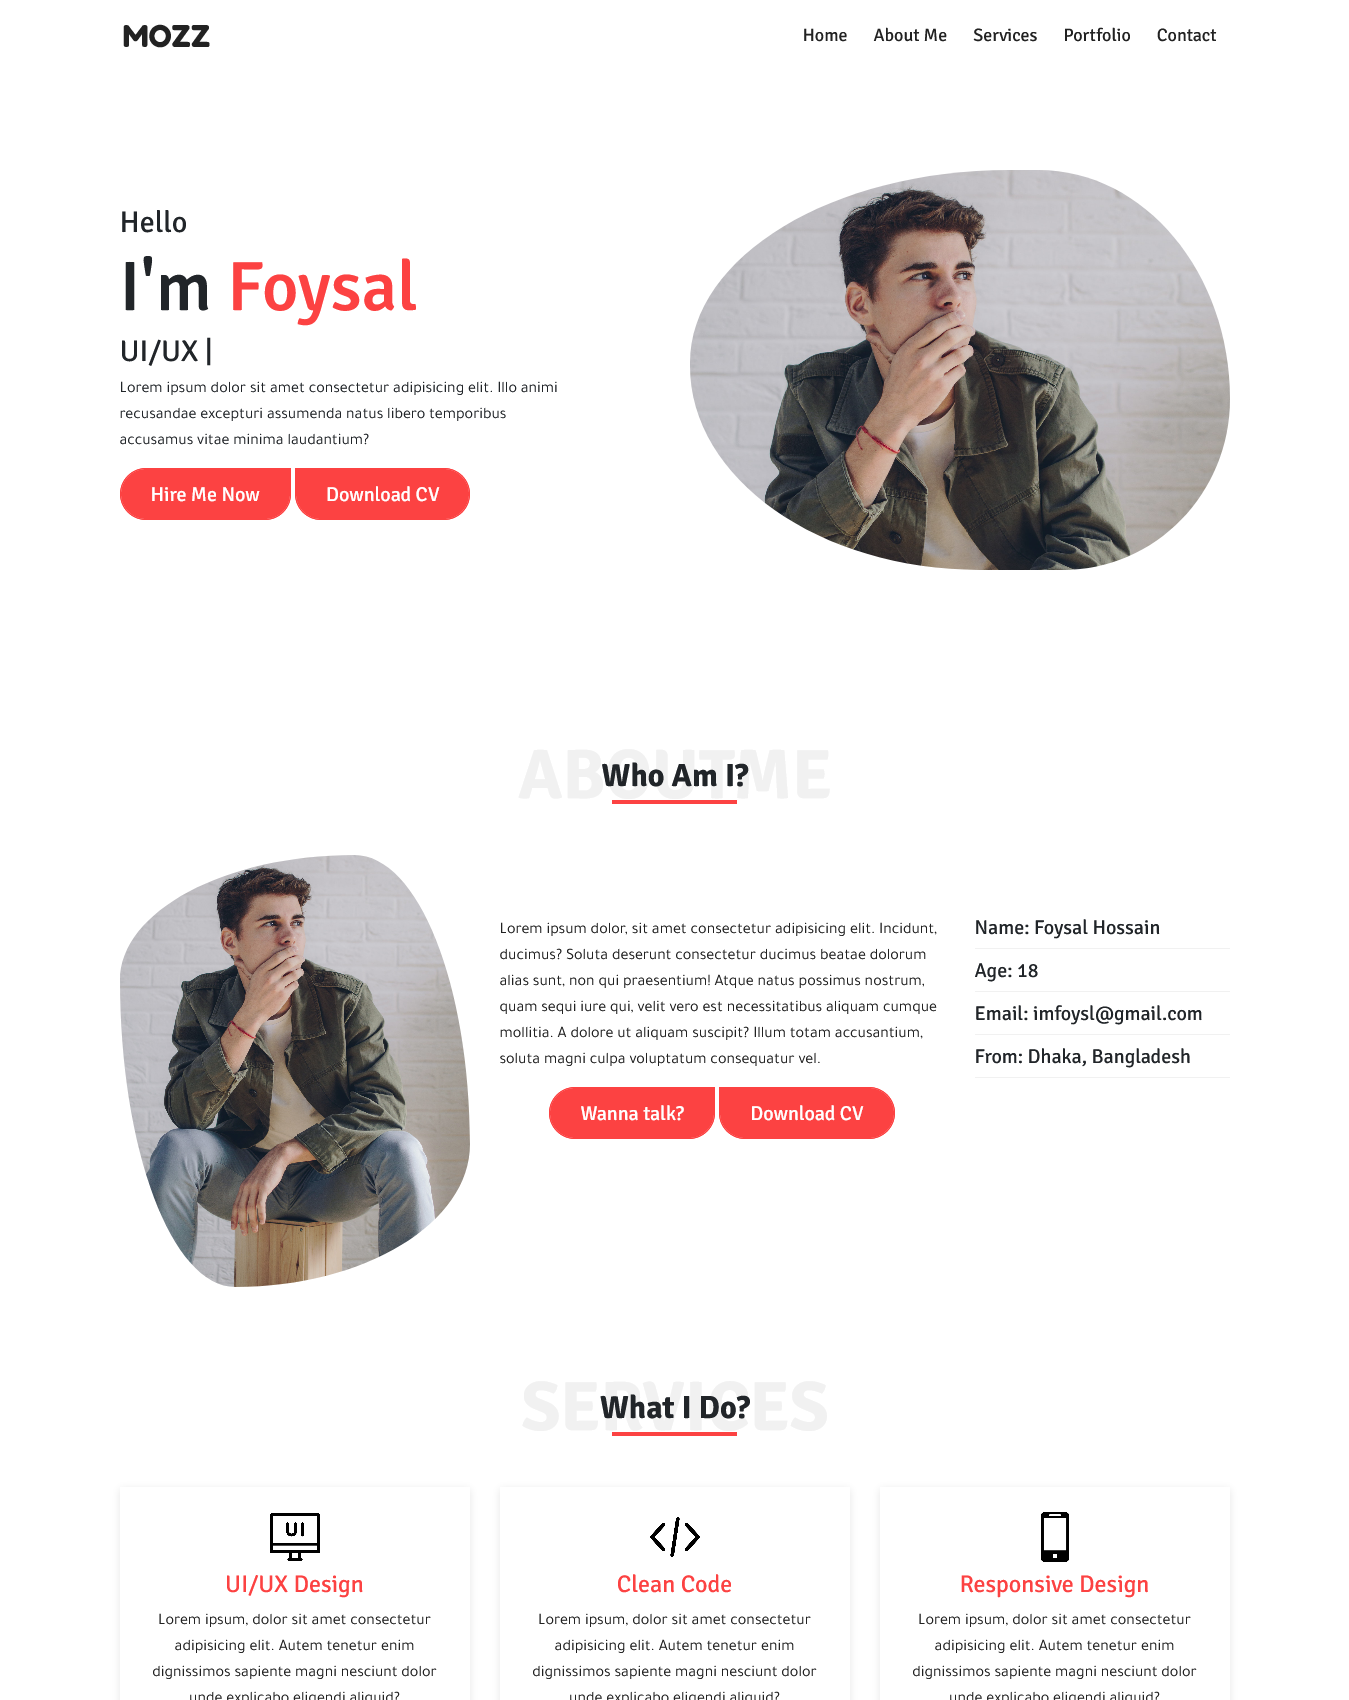 MOZZ
Home About Me Services Portfolio Contact
Hello
I'm Foysal
UI/UX |
Lorem ipsum dolor sit amet consectetur adipisicing elit. Illo animi
recusandae excepturi assumenda natus libero temporibus
accusamus vitae minima laudantium?
Hire Me Now Download CV
ABOUTME
Who Am I?
Lorem ipsum dolor, sit amet consectetur adipisicing elit. Incidunt,
ducimus? Soluta deserunt consectetur ducimus beatae dolorum
alias sunt, non qui praesentium! Atque natus possimus nostrum,
quam sequi iure qui, velit vero est necessitatibus aliquam cumque
mollitia. A dolore ut aliquam suscipit? Illum totam accusantium,
soluta magni culpa voluptatum consequatur vel.
Wanna talk? Download CV
Name: Foysal Hossain
Age: 18
Email: imfoysl@gmail.com
From: Dhaka, Bangladesh
SERVICES
What I Do?
UI
UI/UX Design
Lorem ipsum, dolor sit amet consectetur
adipisicing elit. Autem tenetur enim
dignissimos sapiente magni nesciunt dolor
unde explicabo eligendi aliquid?
</>
Clean Code
Lorem ipsum, dolor sit amet consectetur
adipisicing elit. Autem tenetur enim
dignissimos sapiente magni nesciunt dolor
unde explicabo eligendi aliquid?
Responsive Design
Lorem ipsum, dolor sit amet consectetur
adipisicing elit. Autem tenetur enim
dignissimos sapiente magni nesciunt dolor
unde explicabo eligendi aliquid?